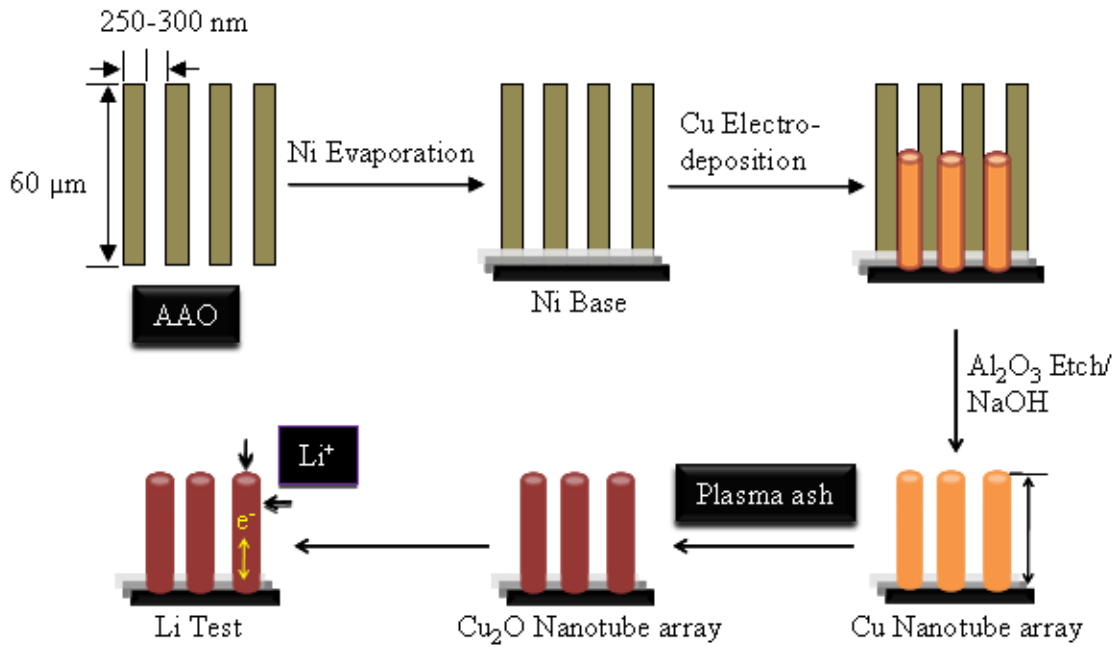 250-300 nm
60 µm
AAO
Ni Evaporation
Ni Base
Cu Electro-
deposition
Al₂O₃ Etch/
NaOH
Cu Nanotube array
Plasma ash
Cu₂O Nanotube array
Li⁺
e⁻
Li Test